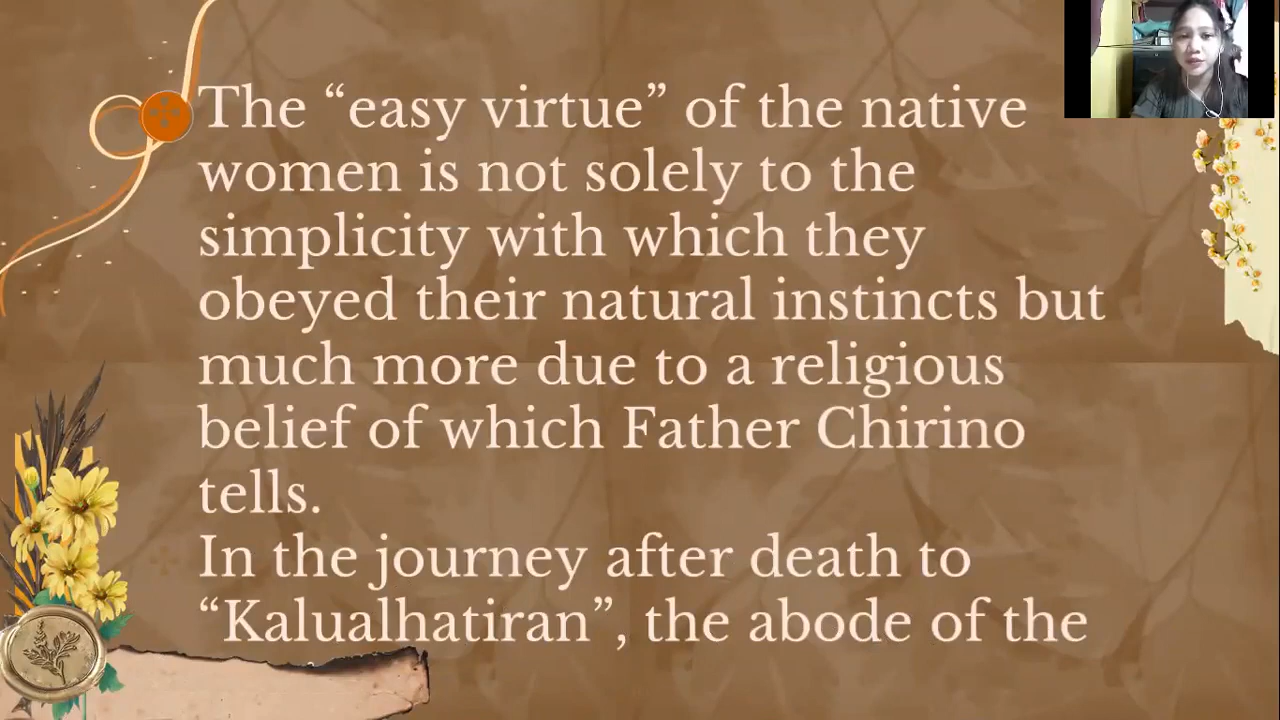 The “easy virtue” of the native
women is not solely to the
simplicity with which they
obeyed their natural instincts but
much more due to a religious
belief of which Father Chirino
tells.
In the journey after death to
“Kalualhatiran”, the abode of the